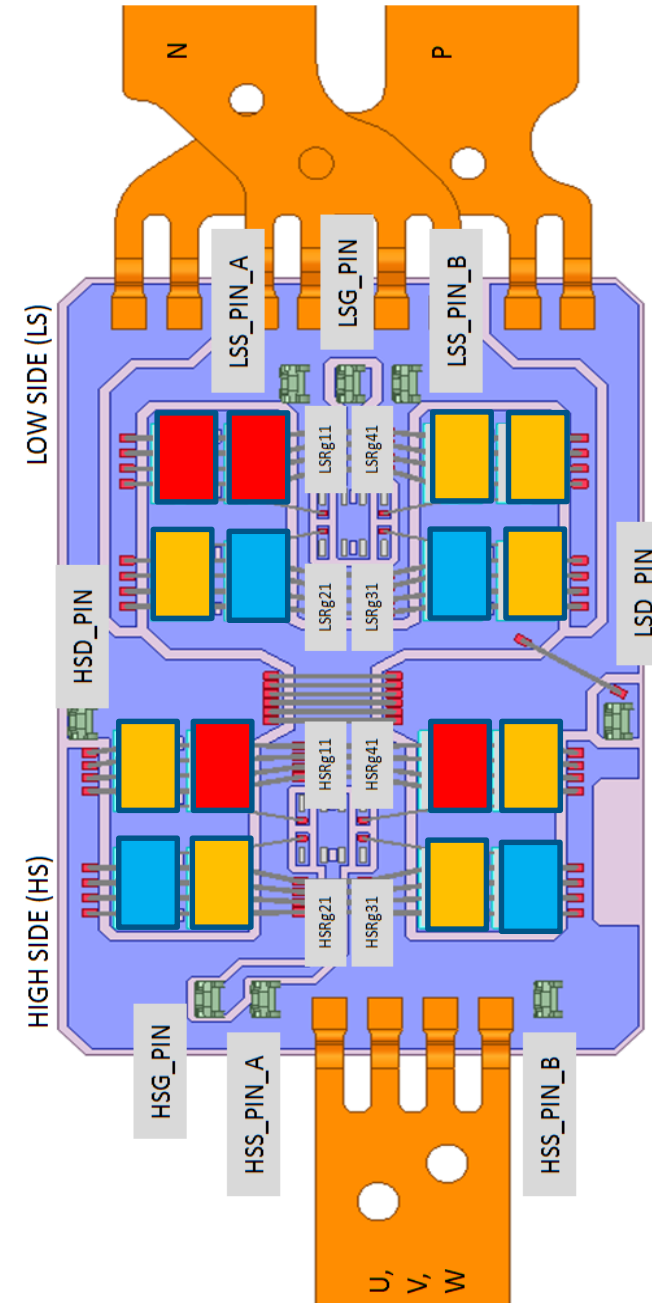 N
P
LOW SIDE (LS)
LSS_PIN_A
LSG_PIN
LSS_PIN_B
LSRg11
LSRg41
LSRg21
LSRg31
HSD_PIN
LSD_PIN
HSRg11
HSRg41
HIGH SIDE (HS)
HSRg21
HSRg31
HSG_PIN
HSS_PIN_A
HSS_PIN_B
U,
V,
W